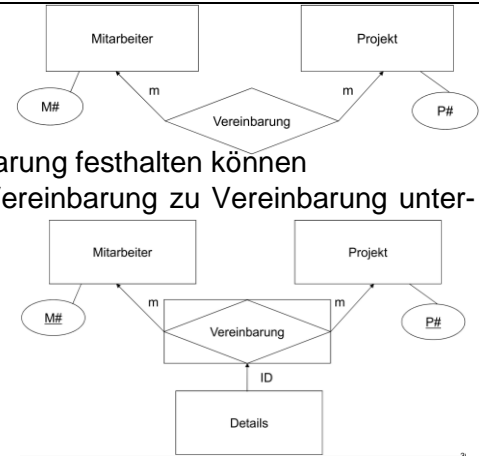 Mitarbeiter Projekt
m m
M# P#
Vereinbarung
arung festhalten können
Vereinbarung zu Vereinbarung unter-
Mitarbeiter Projekt
m m
M# P#
Vereinbarung
ID
Details